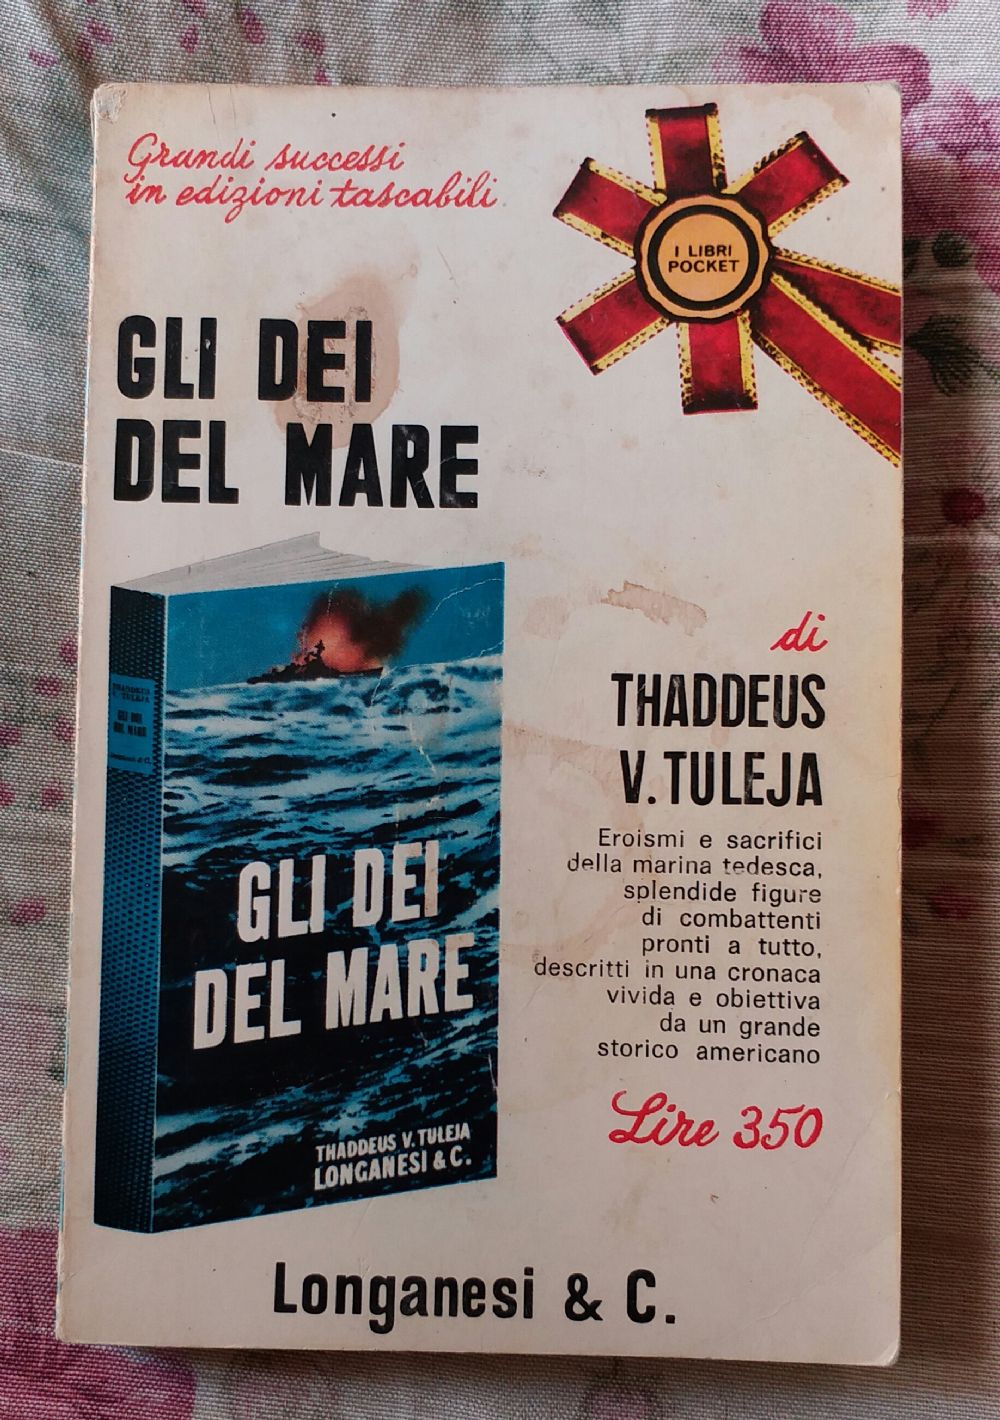 Grandi successi
in edizioni tascabili
I LIBRI
POCKET
GLI DEI
DEL MARE
di
THADDEUS
V. TULEJA
Eroismi e sacrifici
della marina tedesca,
splendide figure
di combattenti
pronti a tutto,
descritti in una cronaca
vivida e obiettiva
da un grande
storico americano
Lire 350
THADDEUS
V. TULEJA
GLI DEI
DEL MARE
Longanesi & C.
GLI DEI
DEL MARE
THADDEUS V. TULEJA
LONGANESI & C.
Longanesi & C.